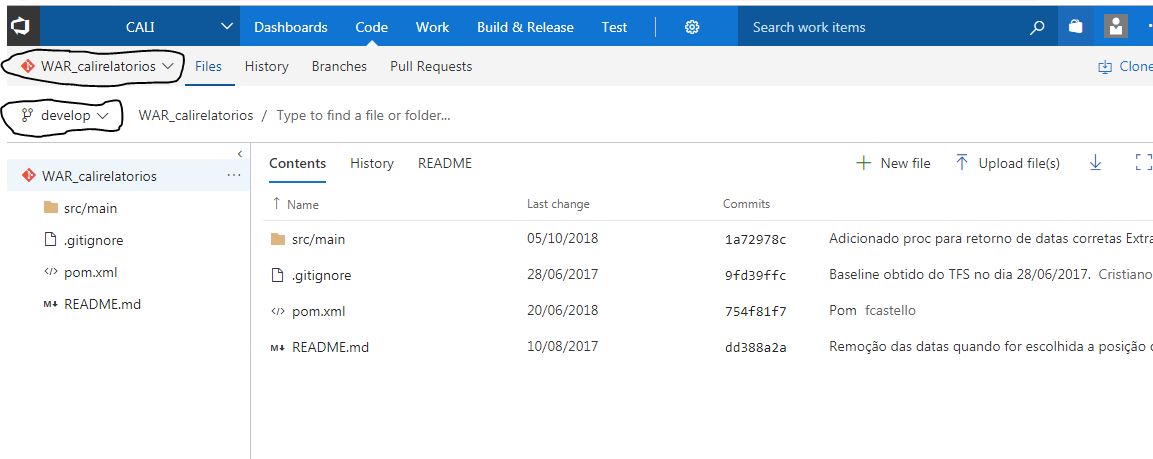 CALI Dashboards Code Work Build & Release Test Search work items
WAR_calirelatorios Files History Branches Pull Requests Clone
develop WAR_calirelatorios / Type to find a file or folder...
WAR_calirelatorios
src/main
.gitignore
</> pom.xml
M↓ README.md
Contents History README + New file Upload file(s)
↑ Name Last change Commits
src/main 05/10/2018 1a72978c Adicionado proc para retorno de datas corretas Extra
.gitignore 28/06/2017 9fd39ffc Baseline obtido do TFS no dia 28/06/2017. Cristiano
</> pom.xml 20/06/2018 754f81f7 Pom fcastello
M↓ README.md 10/08/2017 dd388a2a Remoção das datas quando for escolhida a posição